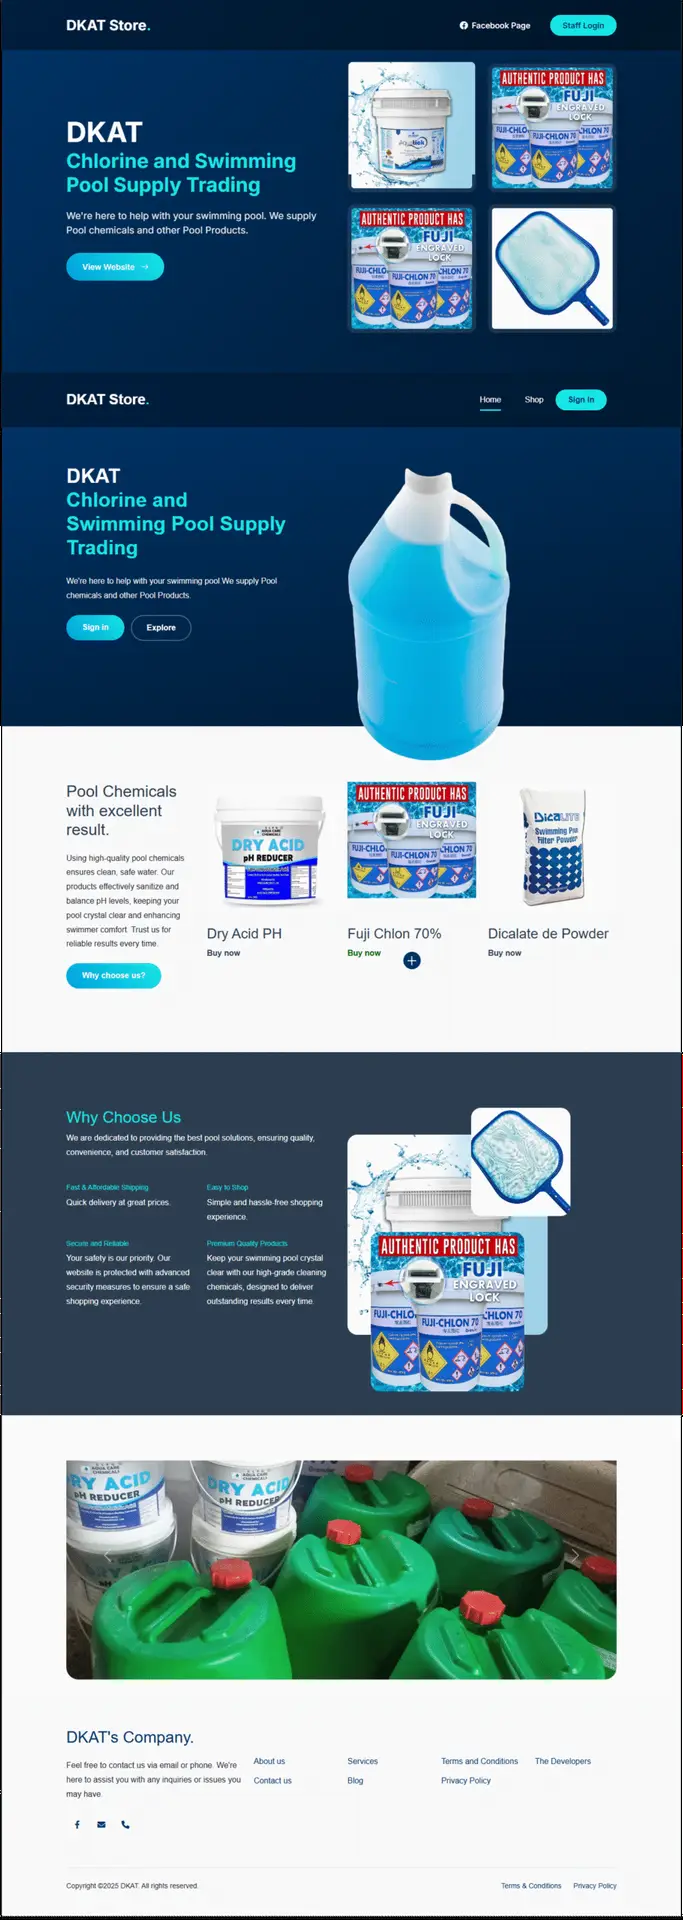 DKAT Store.
Facebook Page
Staff Login
DKAT
Chlorine and Swimming
Pool Supply Trading
We're here to help with your swimming pool. We supply
Pool chemicals and other Pool Products.
View Website →
AUTHENTIC PRODUCT HAS
FUJI
ENGRAVED
LOCK
FUJI-CHLON 70
AUTHENTIC PRODUCT HAS
FUJI
ENGRAVED
LOCK
FUJI-CHLON 70
DKAT Store.
Home
Shop
Sign In
DKAT
Chlorine and
Swimming Pool Supply
Trading
We're here to help with your swimming pool We supply Pool
chemicals and other Pool Products.
Sign In
Explore
Pool Chemicals
with excellent
result.
Using high-quality pool chemicals
ensures clean, safe water. Our
products effectively sanitize and
balance pH levels, keeping your
pool crystal clear and enhancing
swimmer comfort. Trust us for
reliable results every time.
Why choose us?
AQUA CARE
CHEMICALS
DRY ACID
pH REDUCER
Dry Acid PH
Buy now
AUTHENTIC PRODUCT HAS
FUJI
ENGRAVED
LOCK
FUJI-CHLON 70
Fuji Chlon 70%
Buy now
DicaLITE
Swimming Pool
Filter Powder
Dicalate de Powder
Buy now
Why Choose Us
We are dedicated to providing the best pool solutions, ensuring quality,
convenience, and customer satisfaction.
Fast & Affordable Shipping
Quick delivery at great prices.
Easy to Shop
Simple and hassle-free shopping
experience.
Secure and Reliable
Your safety is our priority. Our
website is protected with advanced
security measures to ensure a safe
shopping experience.
Premium Quality Products
Keep your swimming pool crystal
clear with our high-grade cleaning
chemicals, designed to deliver
outstanding results every time.
AUTHENTIC PRODUCT HAS
FUJI
ENGRAVED
LOCK
FUJI-CHLON 70
AQUA CARE
CHEMICALS
DRY ACID
pH REDUCER
AQUA CARE
CHEMICALS
DRY ACID
pH REDUCER
DKAT's Company.
Feel free to contact us via email or phone. We're
here to assist you with any inquiries or issues you
may have.
About us
Contact us
Services
Blog
Terms and Conditions
Privacy Policy
The Developers
Copyright ©2025 DKAT. All rights reserved.
Terms & Conditions
Privacy Policy